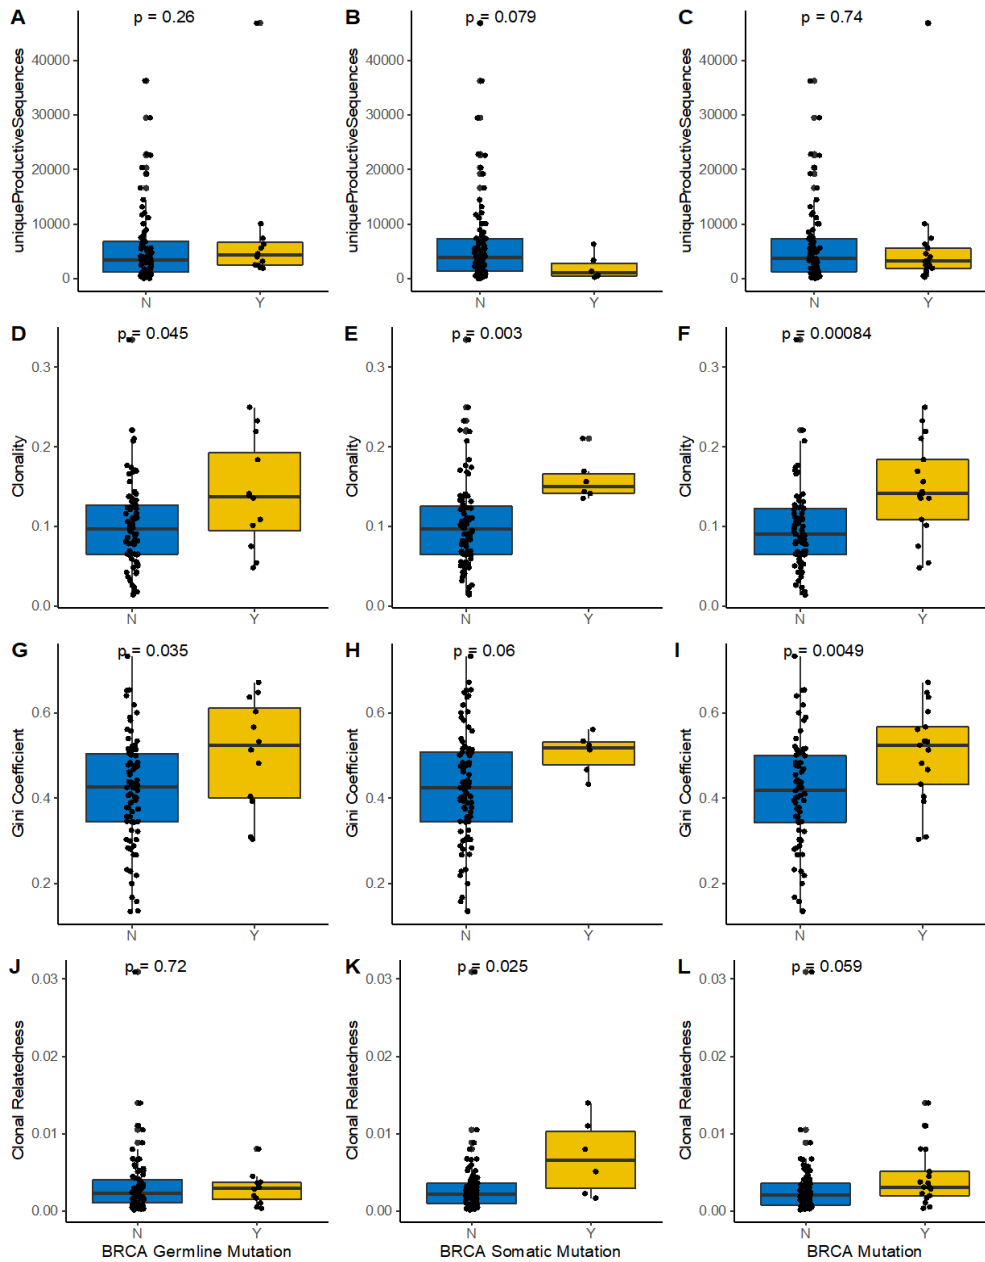 A p = 0.26
uniqueProductiveSequences
40000
30000
20000
10000
0
N Y
B p = 0.079
uniqueProductiveSequences
40000
30000
20000
10000
0
N Y
C p = 0.74
uniqueProductiveSequences
40000
30000
20000
10000
0
N Y
D p = 0.045
Clonality
0.3
0.2
0.1
0.0
N Y
E p = 0.003
Clonality
0.3
0.2
0.1
0.0
N Y
F p = 0.00084
Clonality
0.3
0.2
0.1
0.0
N Y
G p = 0.035
Gini Coefficient
0.6
0.4
0.2
N Y
H p = 0.06
Gini Coefficient
0.6
0.4
0.2
N Y
I p = 0.0049
Gini Coefficient
0.6
0.4
0.2
N Y
J p = 0.72
Clonal Relatedness
0.03
0.02
0.01
0.00
N Y
BRCA Germline Mutation
K p = 0.025
Clonal Relatedness
0.03
0.02
0.01
0.00
N Y
BRCA Somatic Mutation
L p = 0.059
Clonal Relatedness
0.03
0.02
0.01
0.00
N Y
BRCA Mutation